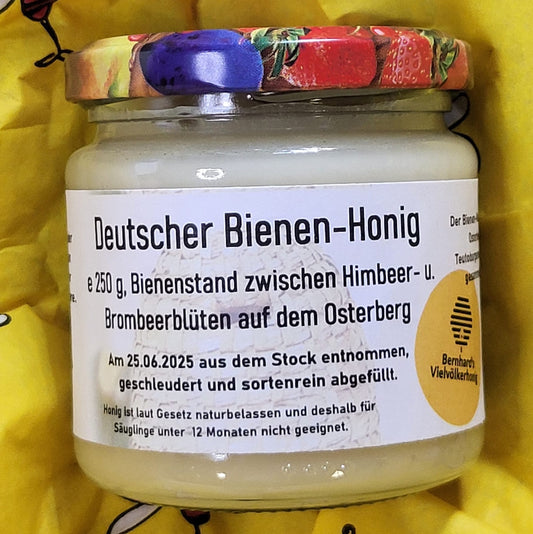 Deutscher Bienen-Honig
e 250 g, Bienenstand zwischen Himbeer- u.
Brombeerblüten auf dem Osterberg
Am 25.06.2025 aus dem Stock entnommen,
geschleudert und sortenrein abgefüllt.
Honig ist laut Gesetz naturbelassen und deshalb für
Säuglinge unter 12 Monaten nicht geeignet.
Der
Bernhard's
Vielvölkerhonig